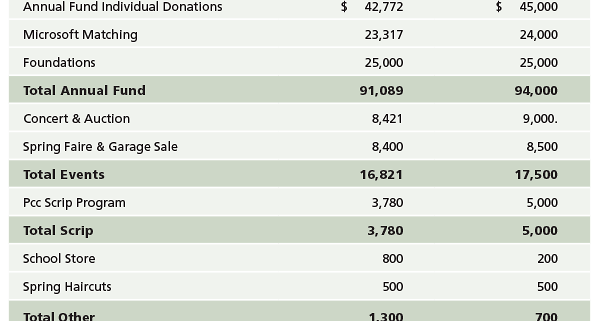 Annual Fund Individual Donations $ 42,772 $ 45,000
Microsoft Matching 23,317 24,000
Foundations 25,000 25,000
Total Annual Fund 91,089 94,000
Concert & Auction 8,421 9,000.
Spring Faire & Garage Sale 8,400 8,500
Total Events 16,821 17,500
Pcc Scrip Program 3,780 5,000
Total Scrip 3,780 5,000
School Store 800 200
Spring Haircuts 500 500
Total Other 1,300 700